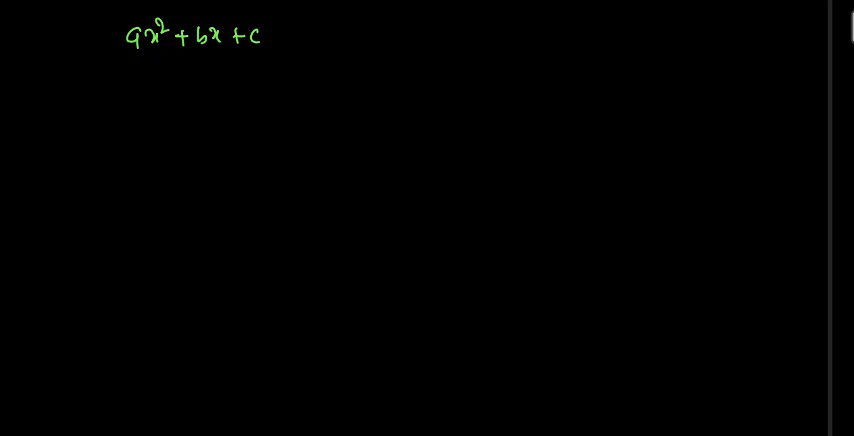 ax² + bx + c